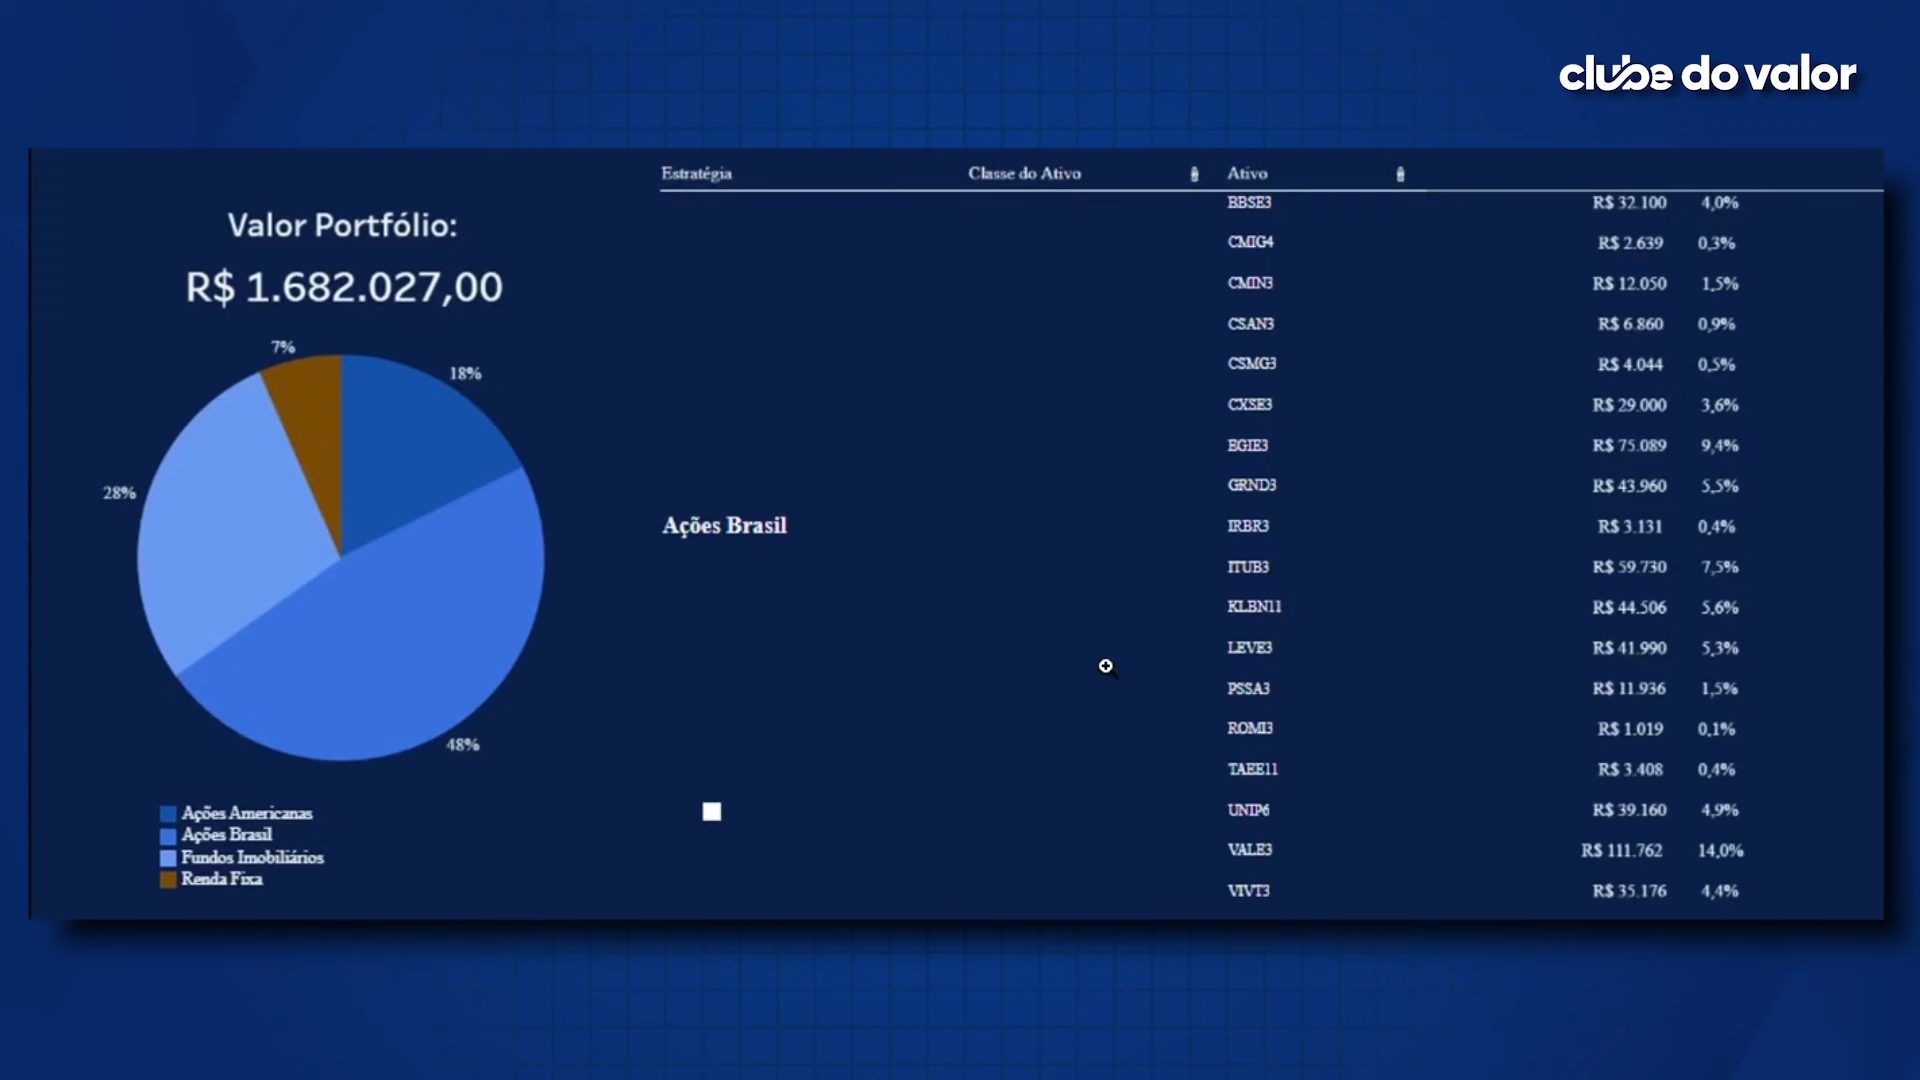 clube do valor
Valor Portfólio:
R$ 1.682.027,00
7%
18%
28%
48%
Ações Americanas
Ações Brasil
Fundos Imobiliários
Renda Fixa
Estratégia Classe do Ativo Ativo
Ações Brasil
BBSE3 R$ 32.100 4,0%
CMIG4 R$ 2.639 0,3%
CMIN3 R$ 12.050 1,5%
CSAN3 R$ 6.860 0,9%
CSMG3 R$ 4.044 0,5%
CXSE3 R$ 29.000 3,6%
EGIE3 R$ 75.089 9,4%
GRND3 R$ 43.960 5,5%
IRBR3 R$ 3.131 0,4%
ITUB3 R$ 59.730 7,5%
KLBN11 R$ 44.506 5,6%
LEVE3 R$ 41.990 5,3%
PSSA3 R$ 11.936 1,5%
ROMI3 R$ 1.019 0,1%
TAEE11 R$ 3.408 0,4%
UNIP6 R$ 39.160 4,9%
VALE3 R$ 111.762 14,0%
VIVT3 R$ 35.176 4,4%